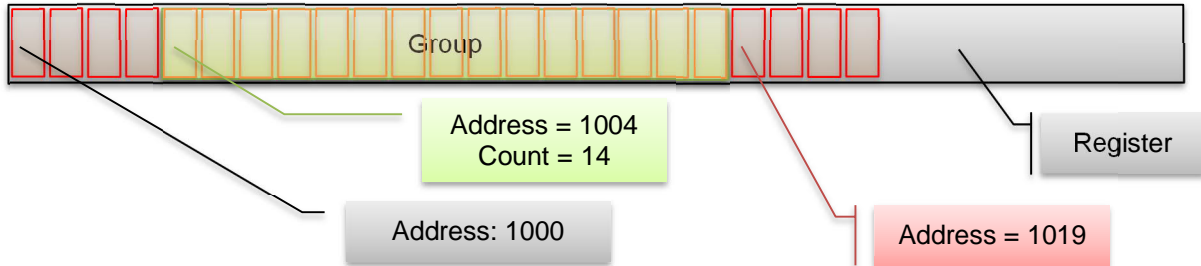 Group
Address = 1004
Count = 14
Register
Address: 1000
Address = 1019